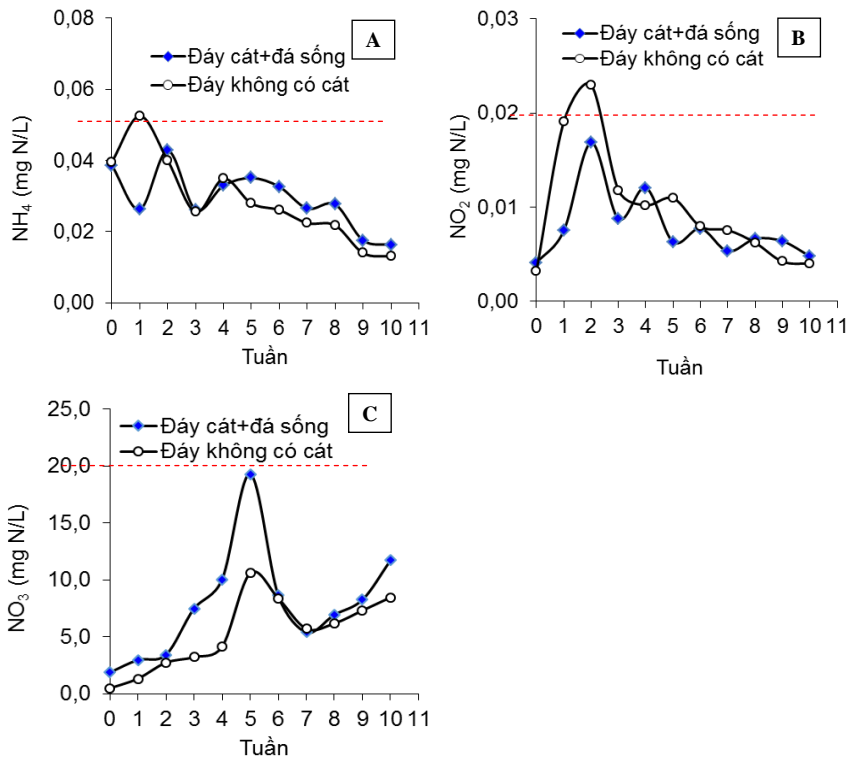 A
Đáy cát+đá sống
Đáy không có cát
0,08
0,06
0,04
0,02
0,00
NH4 (mg N/L)
0 1 2 3 4 5 6 7 8 9 10 11
Tuần
B
Đáy cát+đá sống
Đáy không có cát
0,03
0,02
0,01
0,00
NO2 (mg N/L)
0 1 2 3 4 5 6 7 8 9 10 11
Tuần
C
Đáy cát+đá sống
Đáy không có cát
25,0
20,0
15,0
10,0
5,0
0,0
NO3 (mg N/L)
0 1 2 3 4 5 6 7 8 9 10 11
Tuần